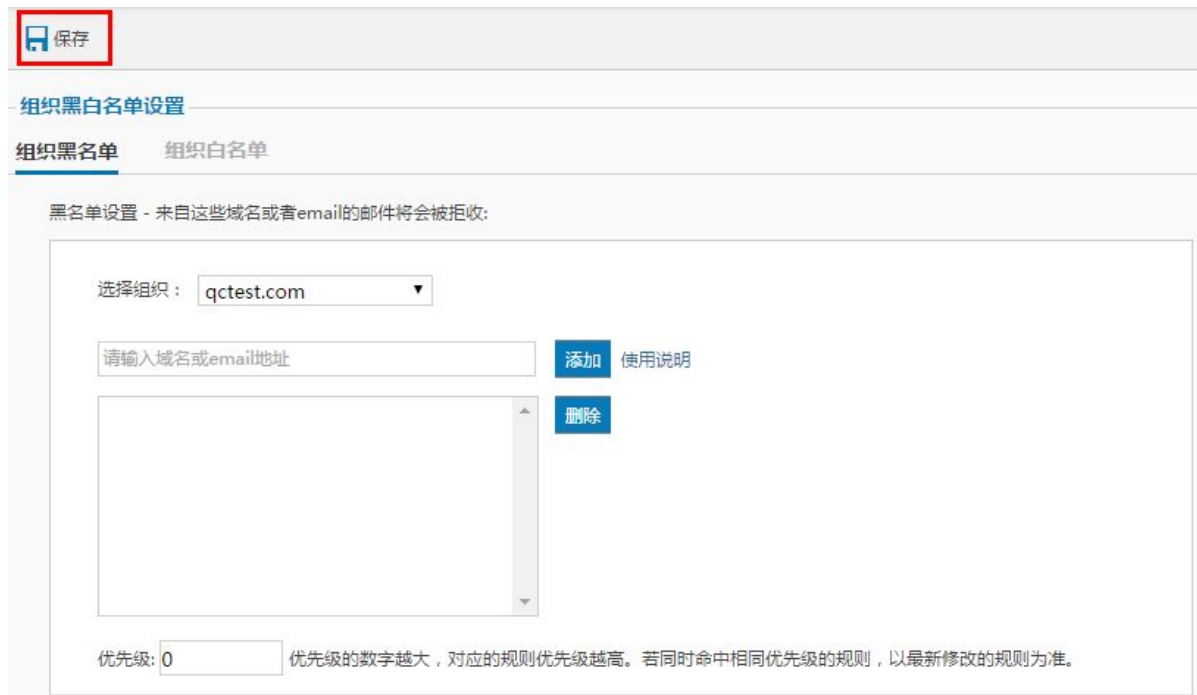 保存
组织黑白名单设置
组织黑名单 组织白名单
黑名单设置 - 来自这些域名或者email的邮件将会被拒收:
选择组织： qctest.com
请输入域名或email地址 添加 使用说明
删除
优先级: 0 优先级的数字越大，对应的规则优先级越高。若同时命中相同优先级的规则，以最新修改的规则为准。